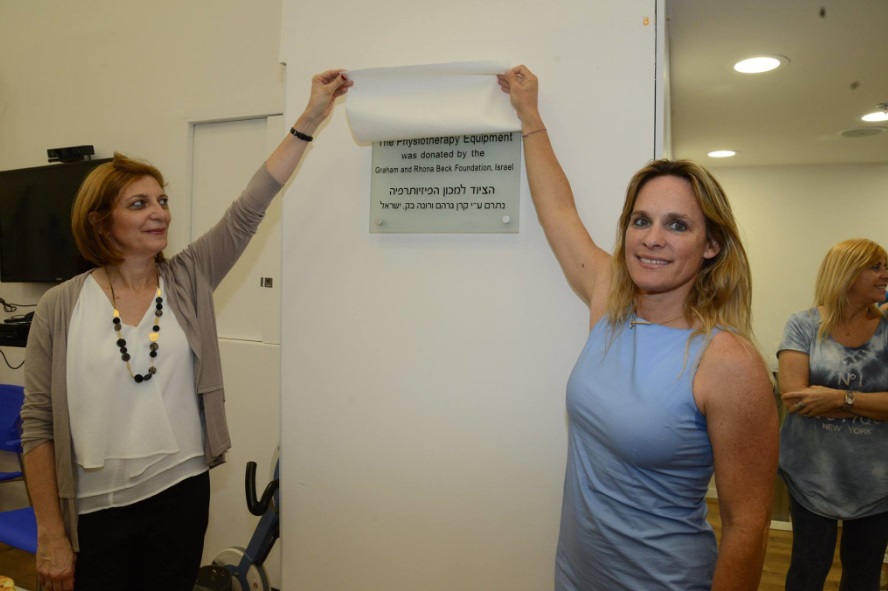 The Physiotherapy Equipment
was donated by the
Graham and Rhona Beck Foundation, Israel
הציוד למכון הפיזיותרפיה
נתרם ע״י קרן גרהם ורונה בק, ישראל
Nº
NEW YORK